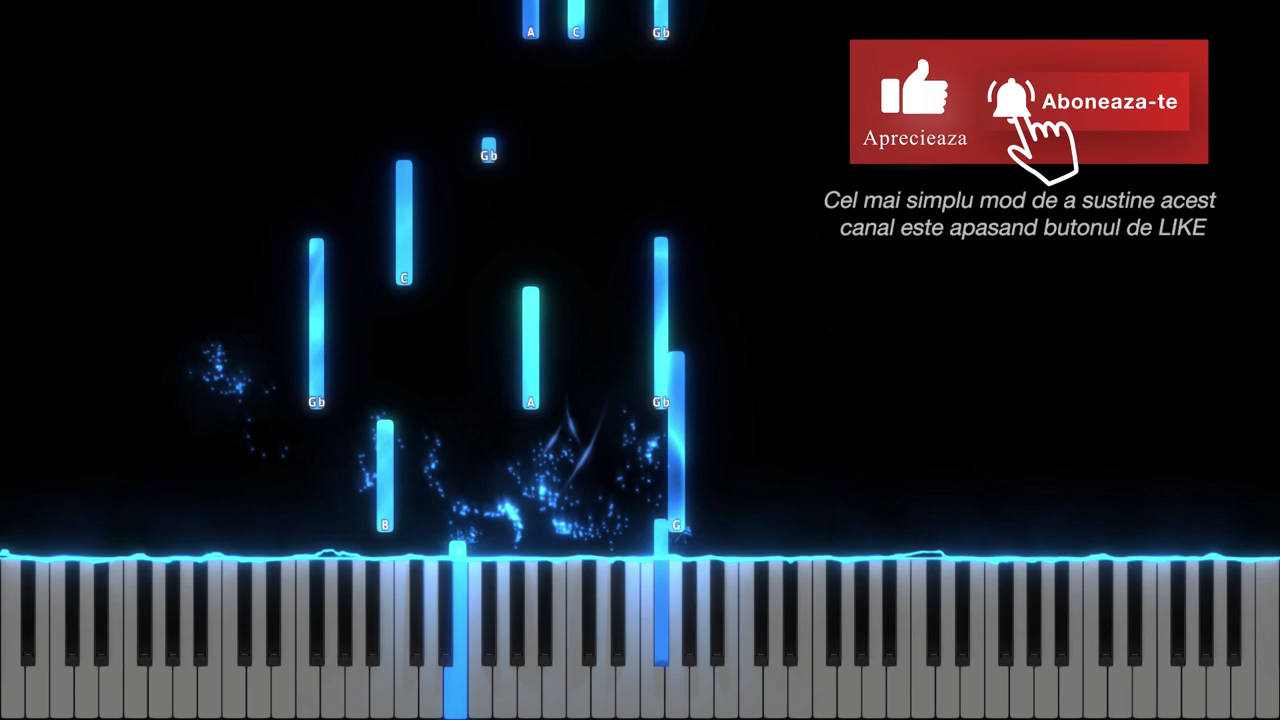 A C Gb
Aboneaza-te
Apreciaza
Gb
Cel mai simplu mod de a sustine acest
canal este apasand butonul de LIKE
C
Gb A Gb
B G